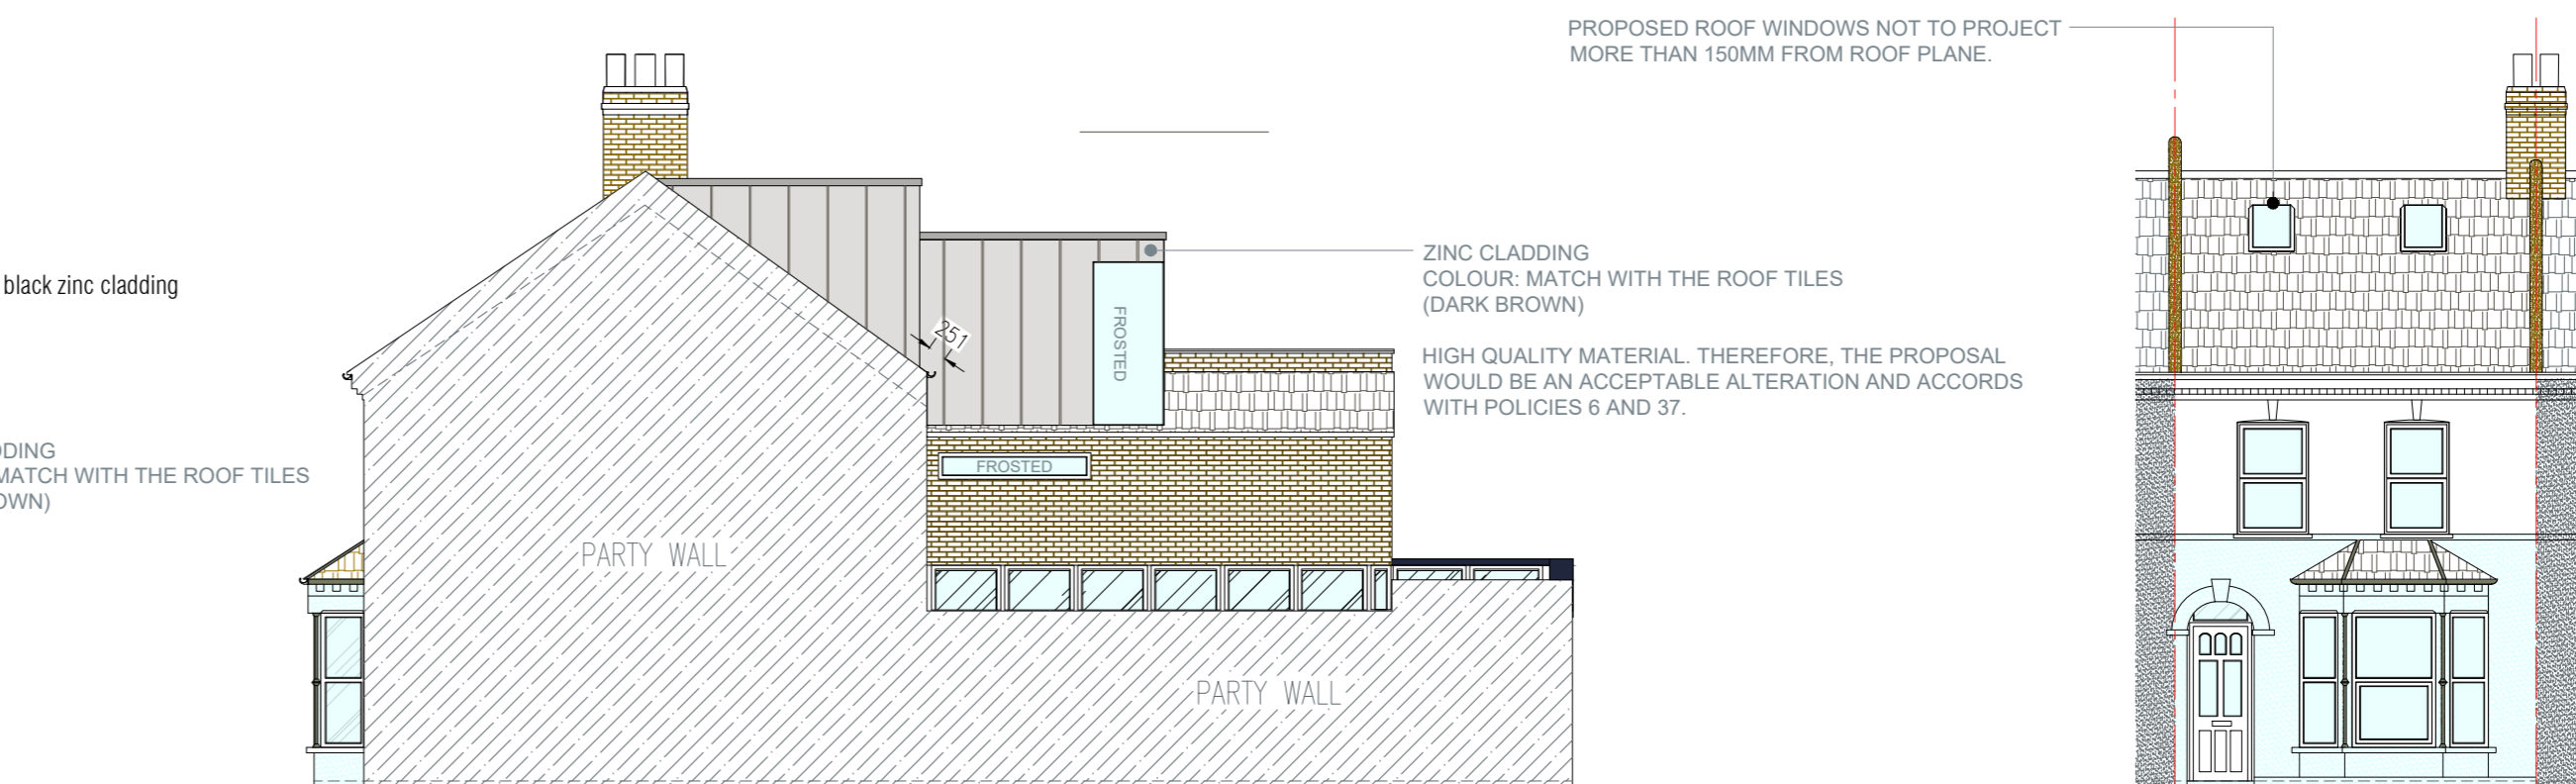 PROPOSED ROOF WINDOWS NOT TO PROJECT
MORE THAN 150MM FROM ROOF PLANE.
black zinc cladding
ZINC CLADDING
COLOUR: MATCH WITH THE ROOF TILES
(DARK BROWN)
HIGH QUALITY MATERIAL. THEREFORE, THE PROPOSAL
WOULD BE AN ACCEPTABLE ALTERATION AND ACCORDS
WITH POLICIES 6 AND 37.
251
FROSTED
FROSTED
DDING
MATCH WITH THE ROOF TILES
OWN)
PARTY WALL
PARTY WALL